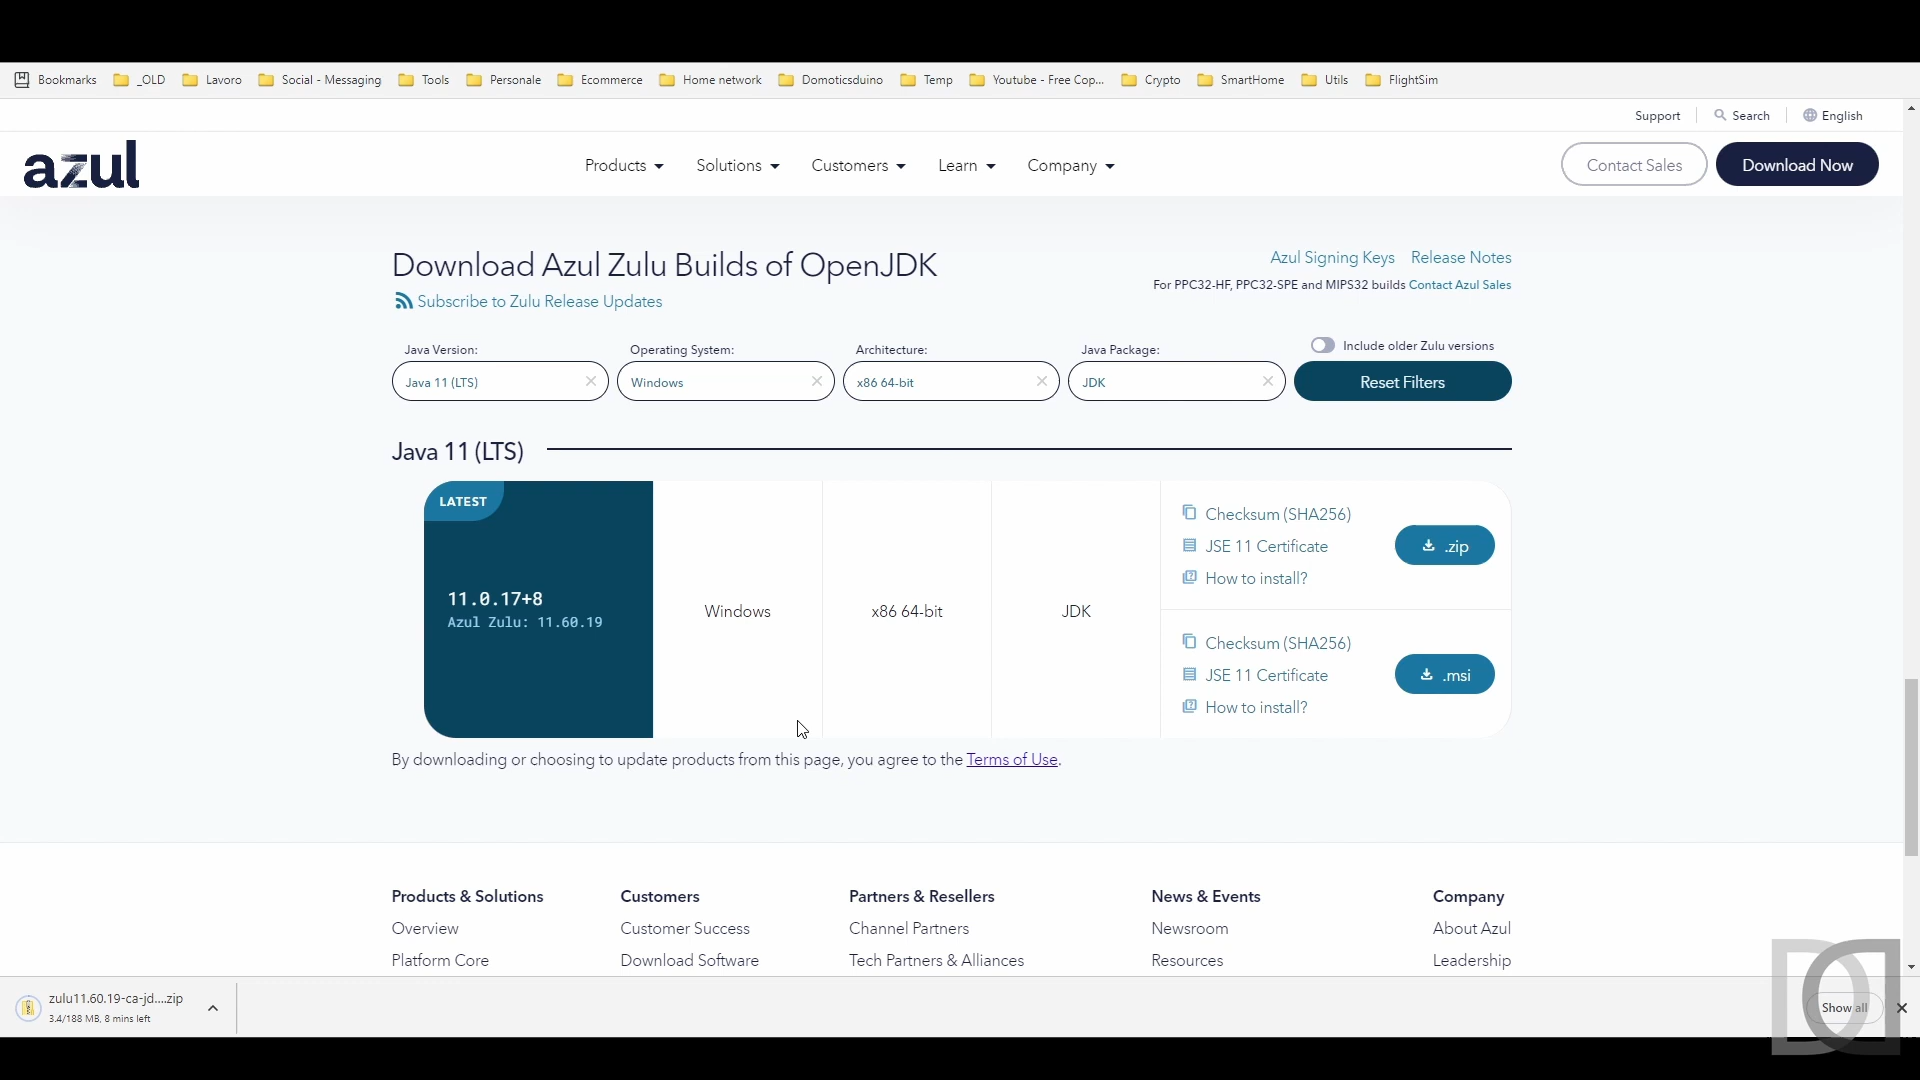 Bookmarks _OLD Lavoro Social - Messaging Tools Personale Ecommerce Home network Domoticsduino Temp Youtube - Free Cop... Crypto SmartHome Utils FlightSim
Support Search English
azul Products Solutions Customers Learn Company Contact Sales Download Now
Download Azul Zulu Builds of OpenJDK
Azul Signing Keys Release Notes
For PPC32-HF, PPC32-SPE and MIPS32 builds Contact Azul Sales
Subscribe to Zulu Release Updates
Java Version: Operating System: Architecture: Java Package: Include older Zulu versions
Java 11 (LTS) Windows x86 64-bit JDK Reset Filters
Java 11 (LTS)
LATEST
11.0.17+8
Azul Zulu: 11.60.19
Windows
x86 64-bit
JDK
Checksum (SHA256)
JSE 11 Certificate
How to install?
.zip
Checksum (SHA256)
JSE 11 Certificate
How to install?
.msi
By downloading or choosing to update products from this page, you agree to the Terms of Use.
Products & Solutions Customers Partners & Resellers News & Events Company
Overview Customer Success Channel Partners Newsroom About Azul
Platform Core Download Software Tech Partners & Alliances Resources Leadership
zulu11.60.19-ca-jd....zip
3.4/188 MB, 8 mins left
Show all